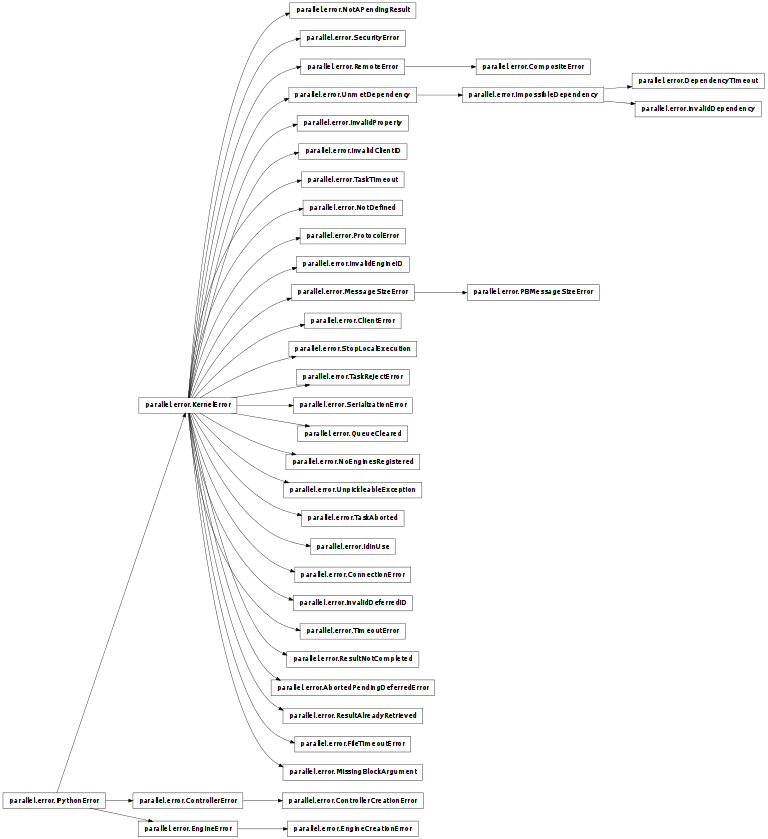 parallel.error.NotAPendingResult
parallel.error.SecurityError
parallel.error.RemoteError
parallel.error.CompositeError
parallel.error.DependencyTimeout
parallel.error.UnmetDependency
parallel.error.ImpossibleDependency
parallel.error.InvalidDependency
parallel.error.InvalidProperty
parallel.error.InvalidClientID
parallel.error.TaskTimeout
parallel.error.NotDefined
parallel.error.ProtocolError
parallel.error.InvalidEngineID
parallel.error.MessageSizeError
parallel.error.PBMessageSizeError
parallel.error.ClientError
parallel.error.StopLocalExecution
parallel.error.TaskRejectError
parallel.error.KernelError
parallel.error.SerializationError
parallel.error.QueueCleared
parallel.error.NoEnginesRegistered
parallel.error.UnpickleableException
parallel.error.TaskAborted
parallel.error.IdInUse
parallel.error.ConnectionError
parallel.error.InvalidDeferredID
parallel.error.TimeoutError
parallel.error.ResultNotCompleted
parallel.error.AbortedPendingDeferredError
parallel.error.ResultAlreadyRetrieved
parallel.error.FileTimeoutError
parallel.error.MissingBlockArgument
parallel.error.IPythonError
parallel.error.ControllerError
parallel.error.ControllerCreationError
parallel.error.EngineError
parallel.error.EngineCreationError